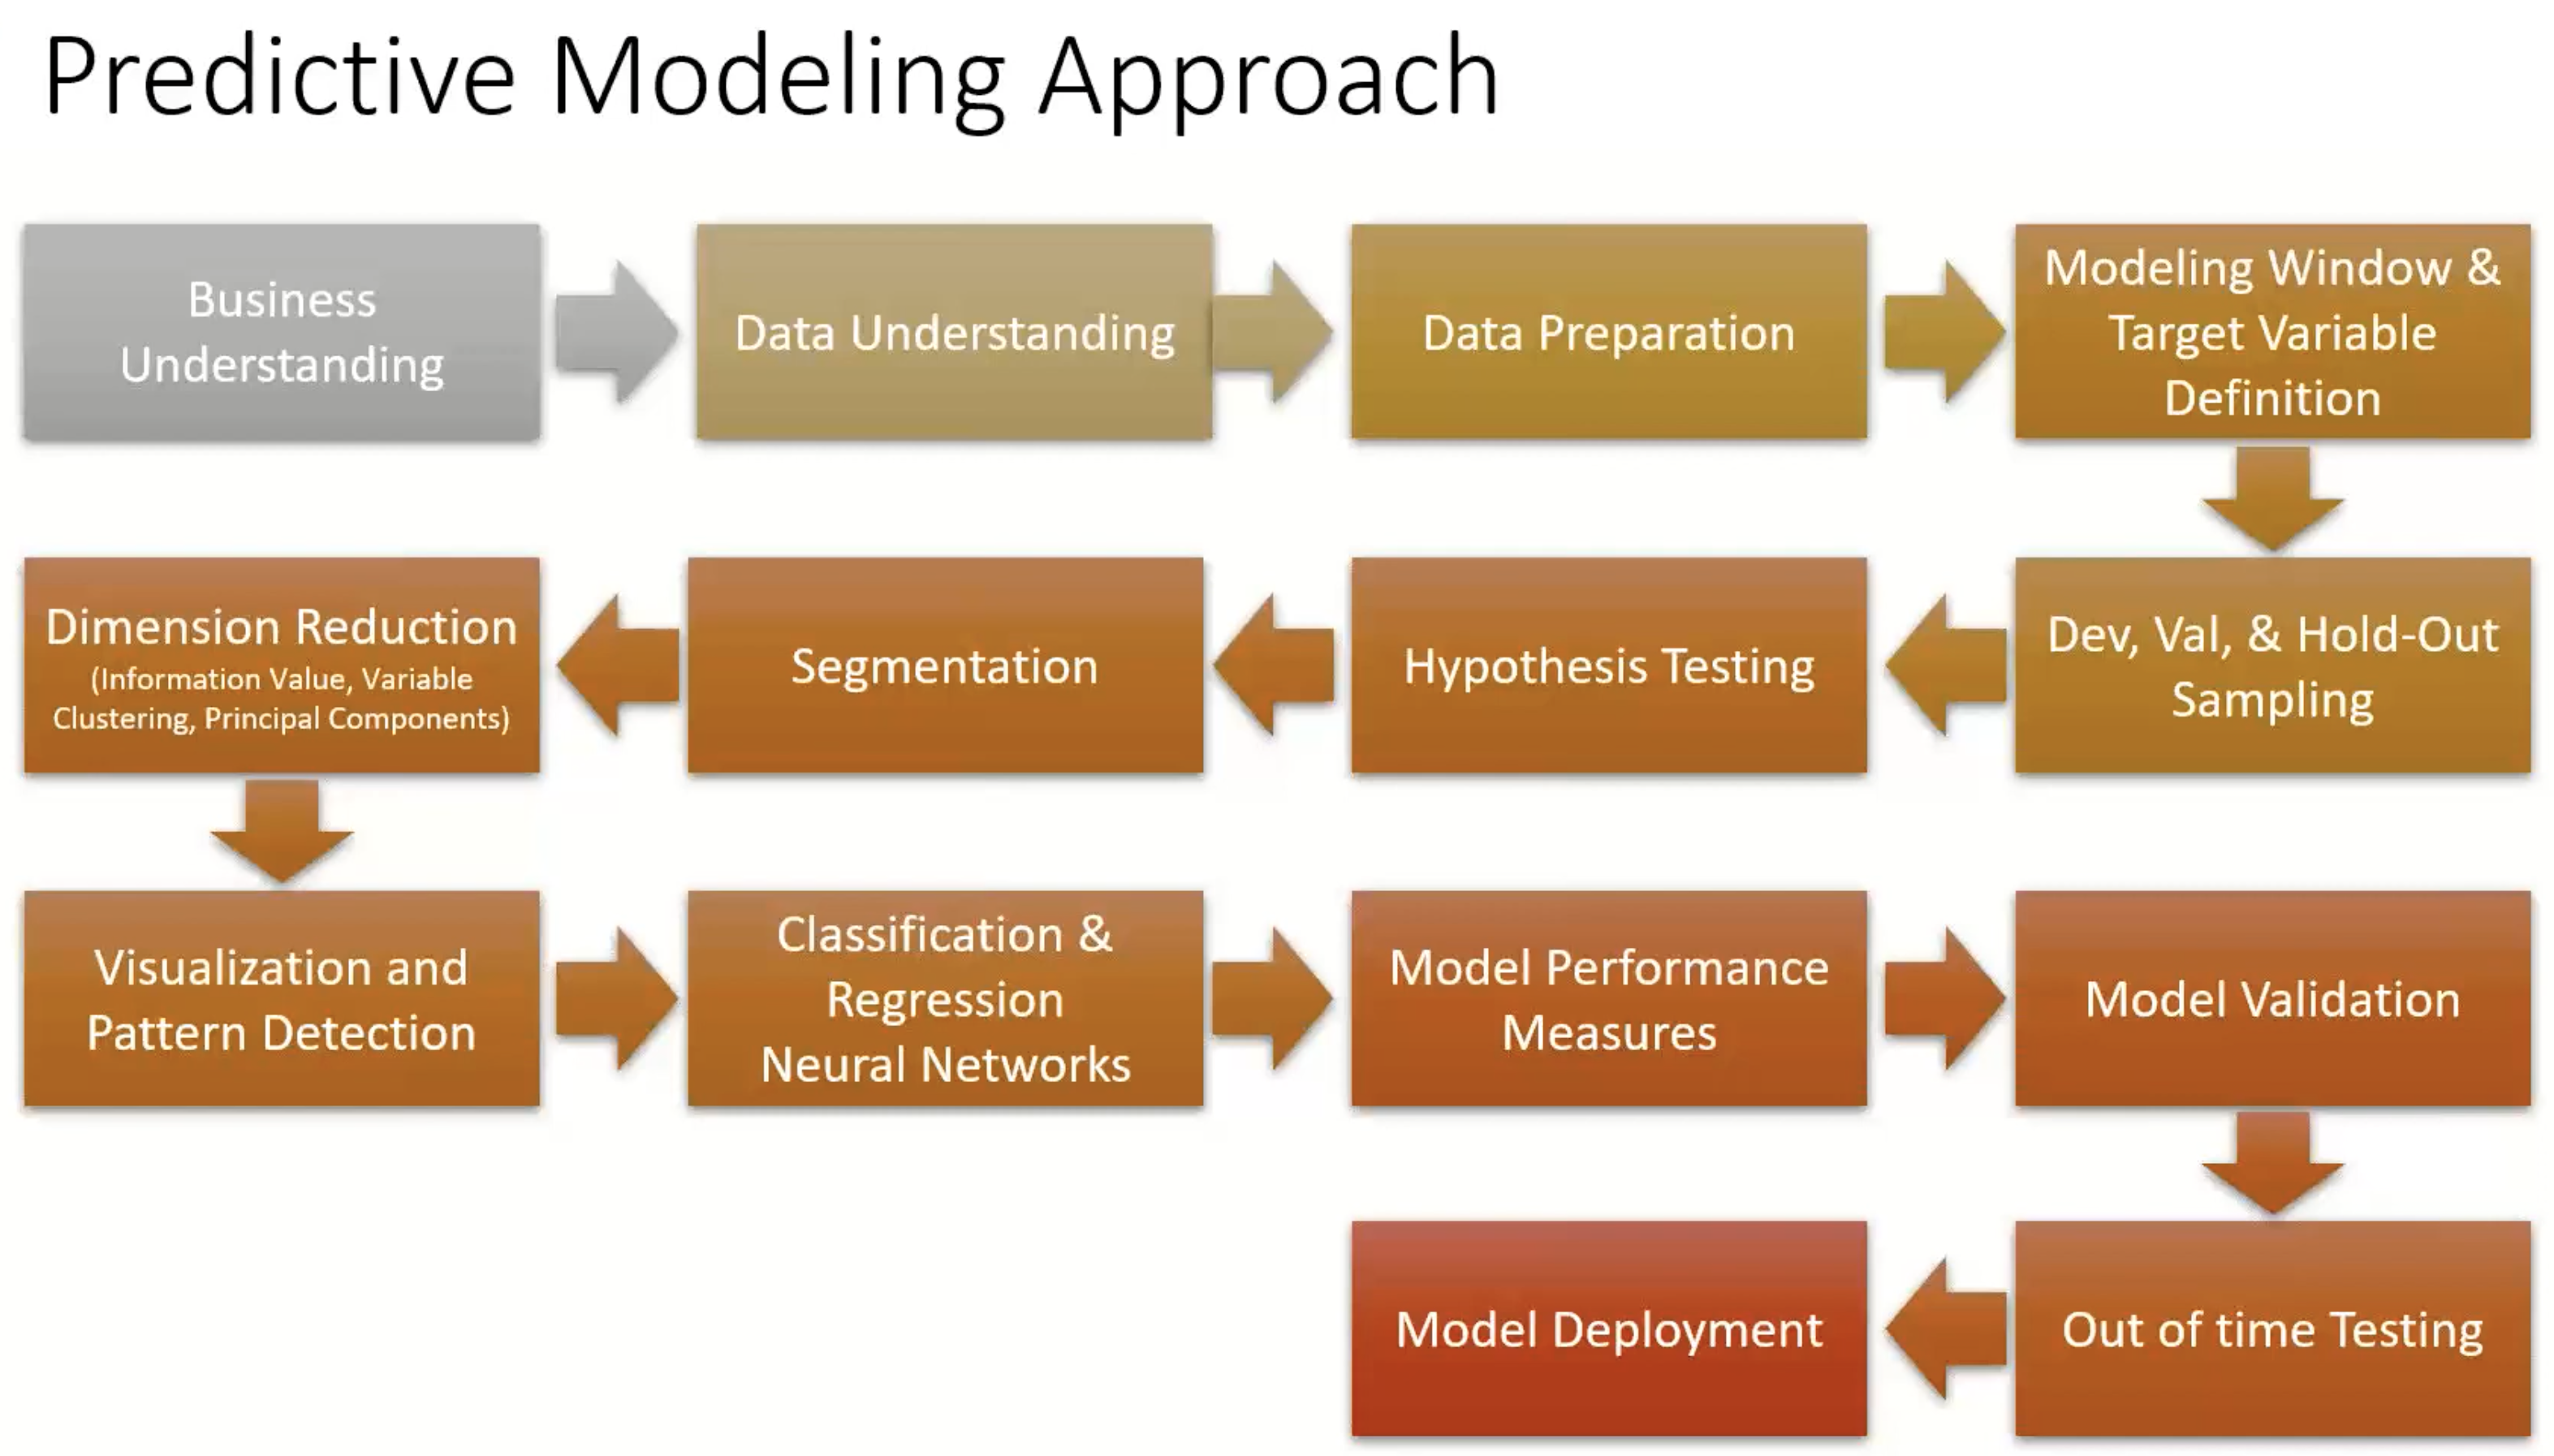 Predictive Modeling Approach
Business
Understanding
Data Understanding
Data Preparation
Modeling Window &
Target Variable
Definition
Dev, Val, & Hold-Out
Sampling
Hypothesis Testing
Segmentation
Dimension Reduction
(Information Value, Variable
Clustering, Principal Components)
Visualization and
Pattern Detection
Classification &
Regression
Neural Networks
Model Performance
Measures
Model Validation
Out of time Testing
Model Deployment